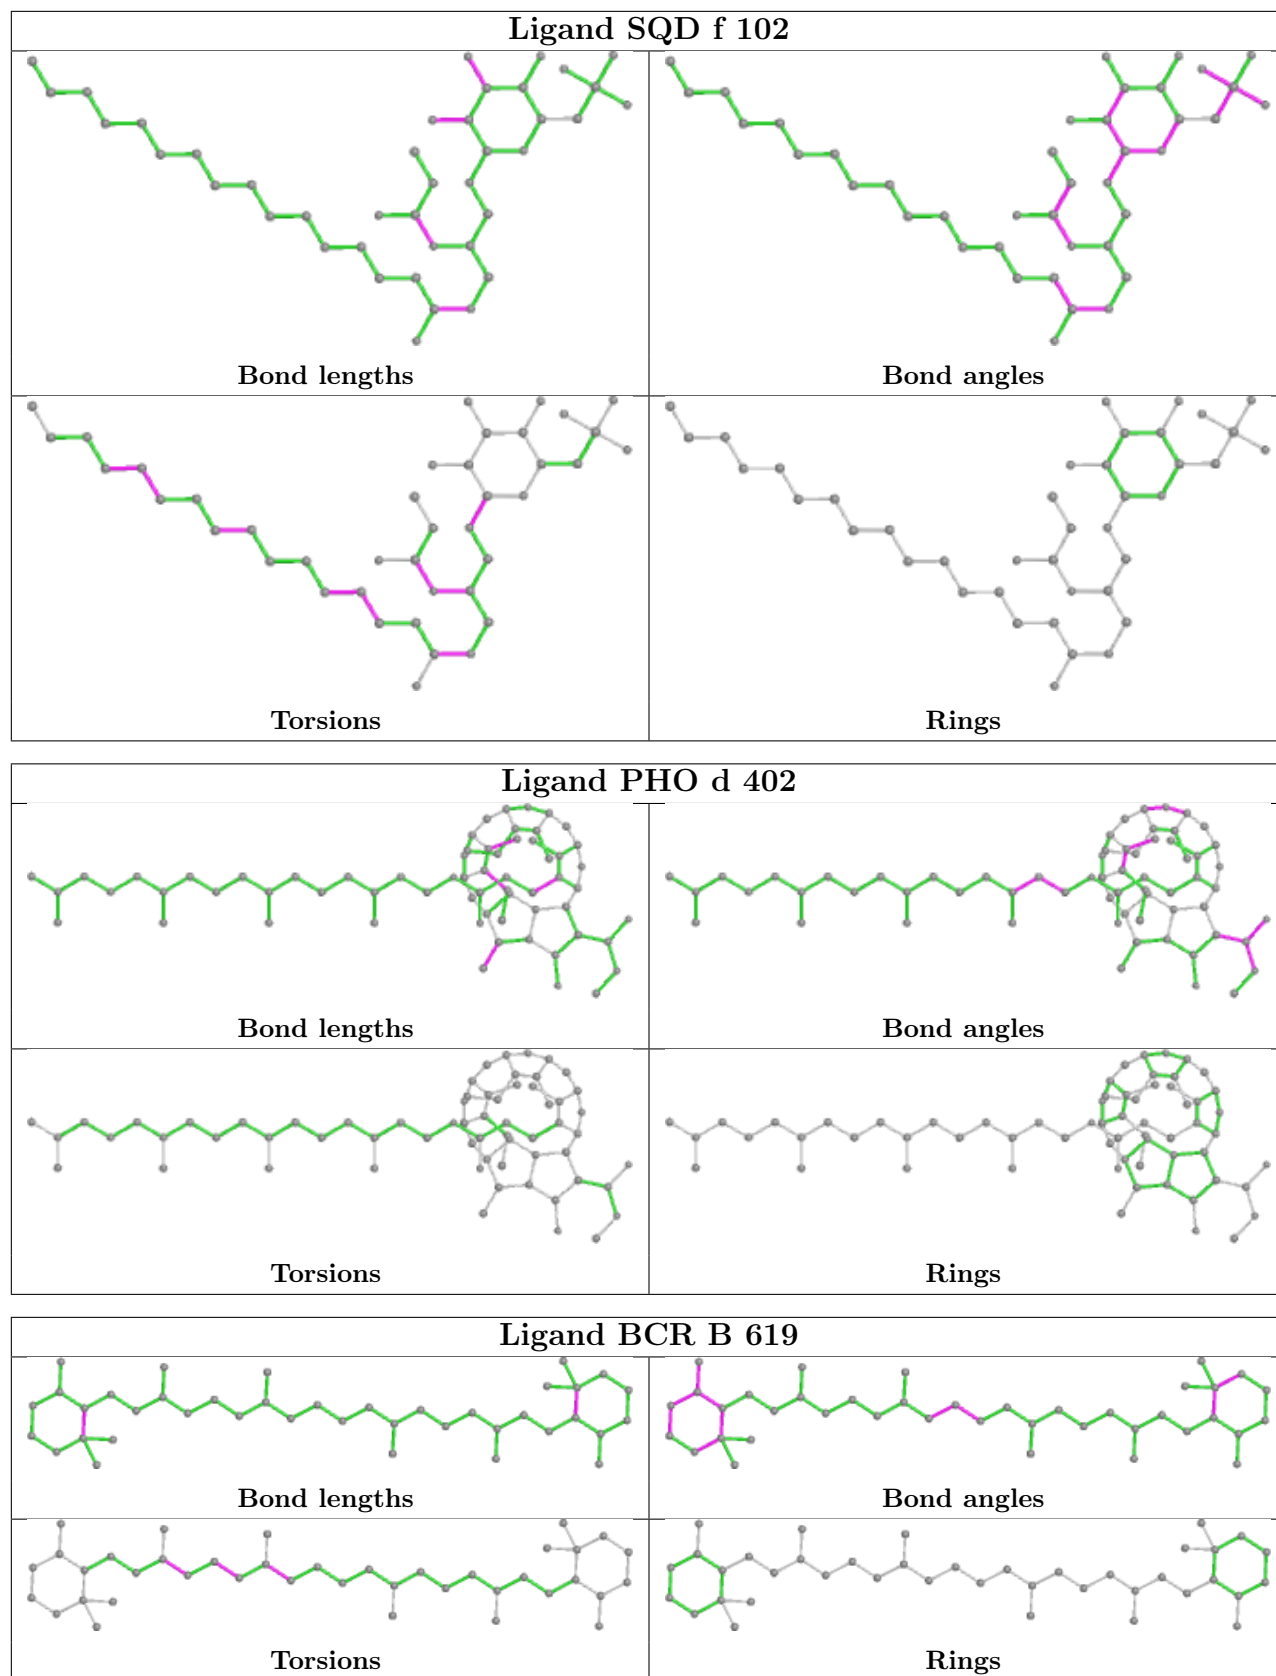 Ligand SQD f 102
Bond lengths
Bond angles
Torsions
Rings
Ligand PHO d 402
Bond lengths
Bond angles
Torsions
Rings
Ligand BCR B 619
Bond lengths
Bond angles
Torsions
Rings